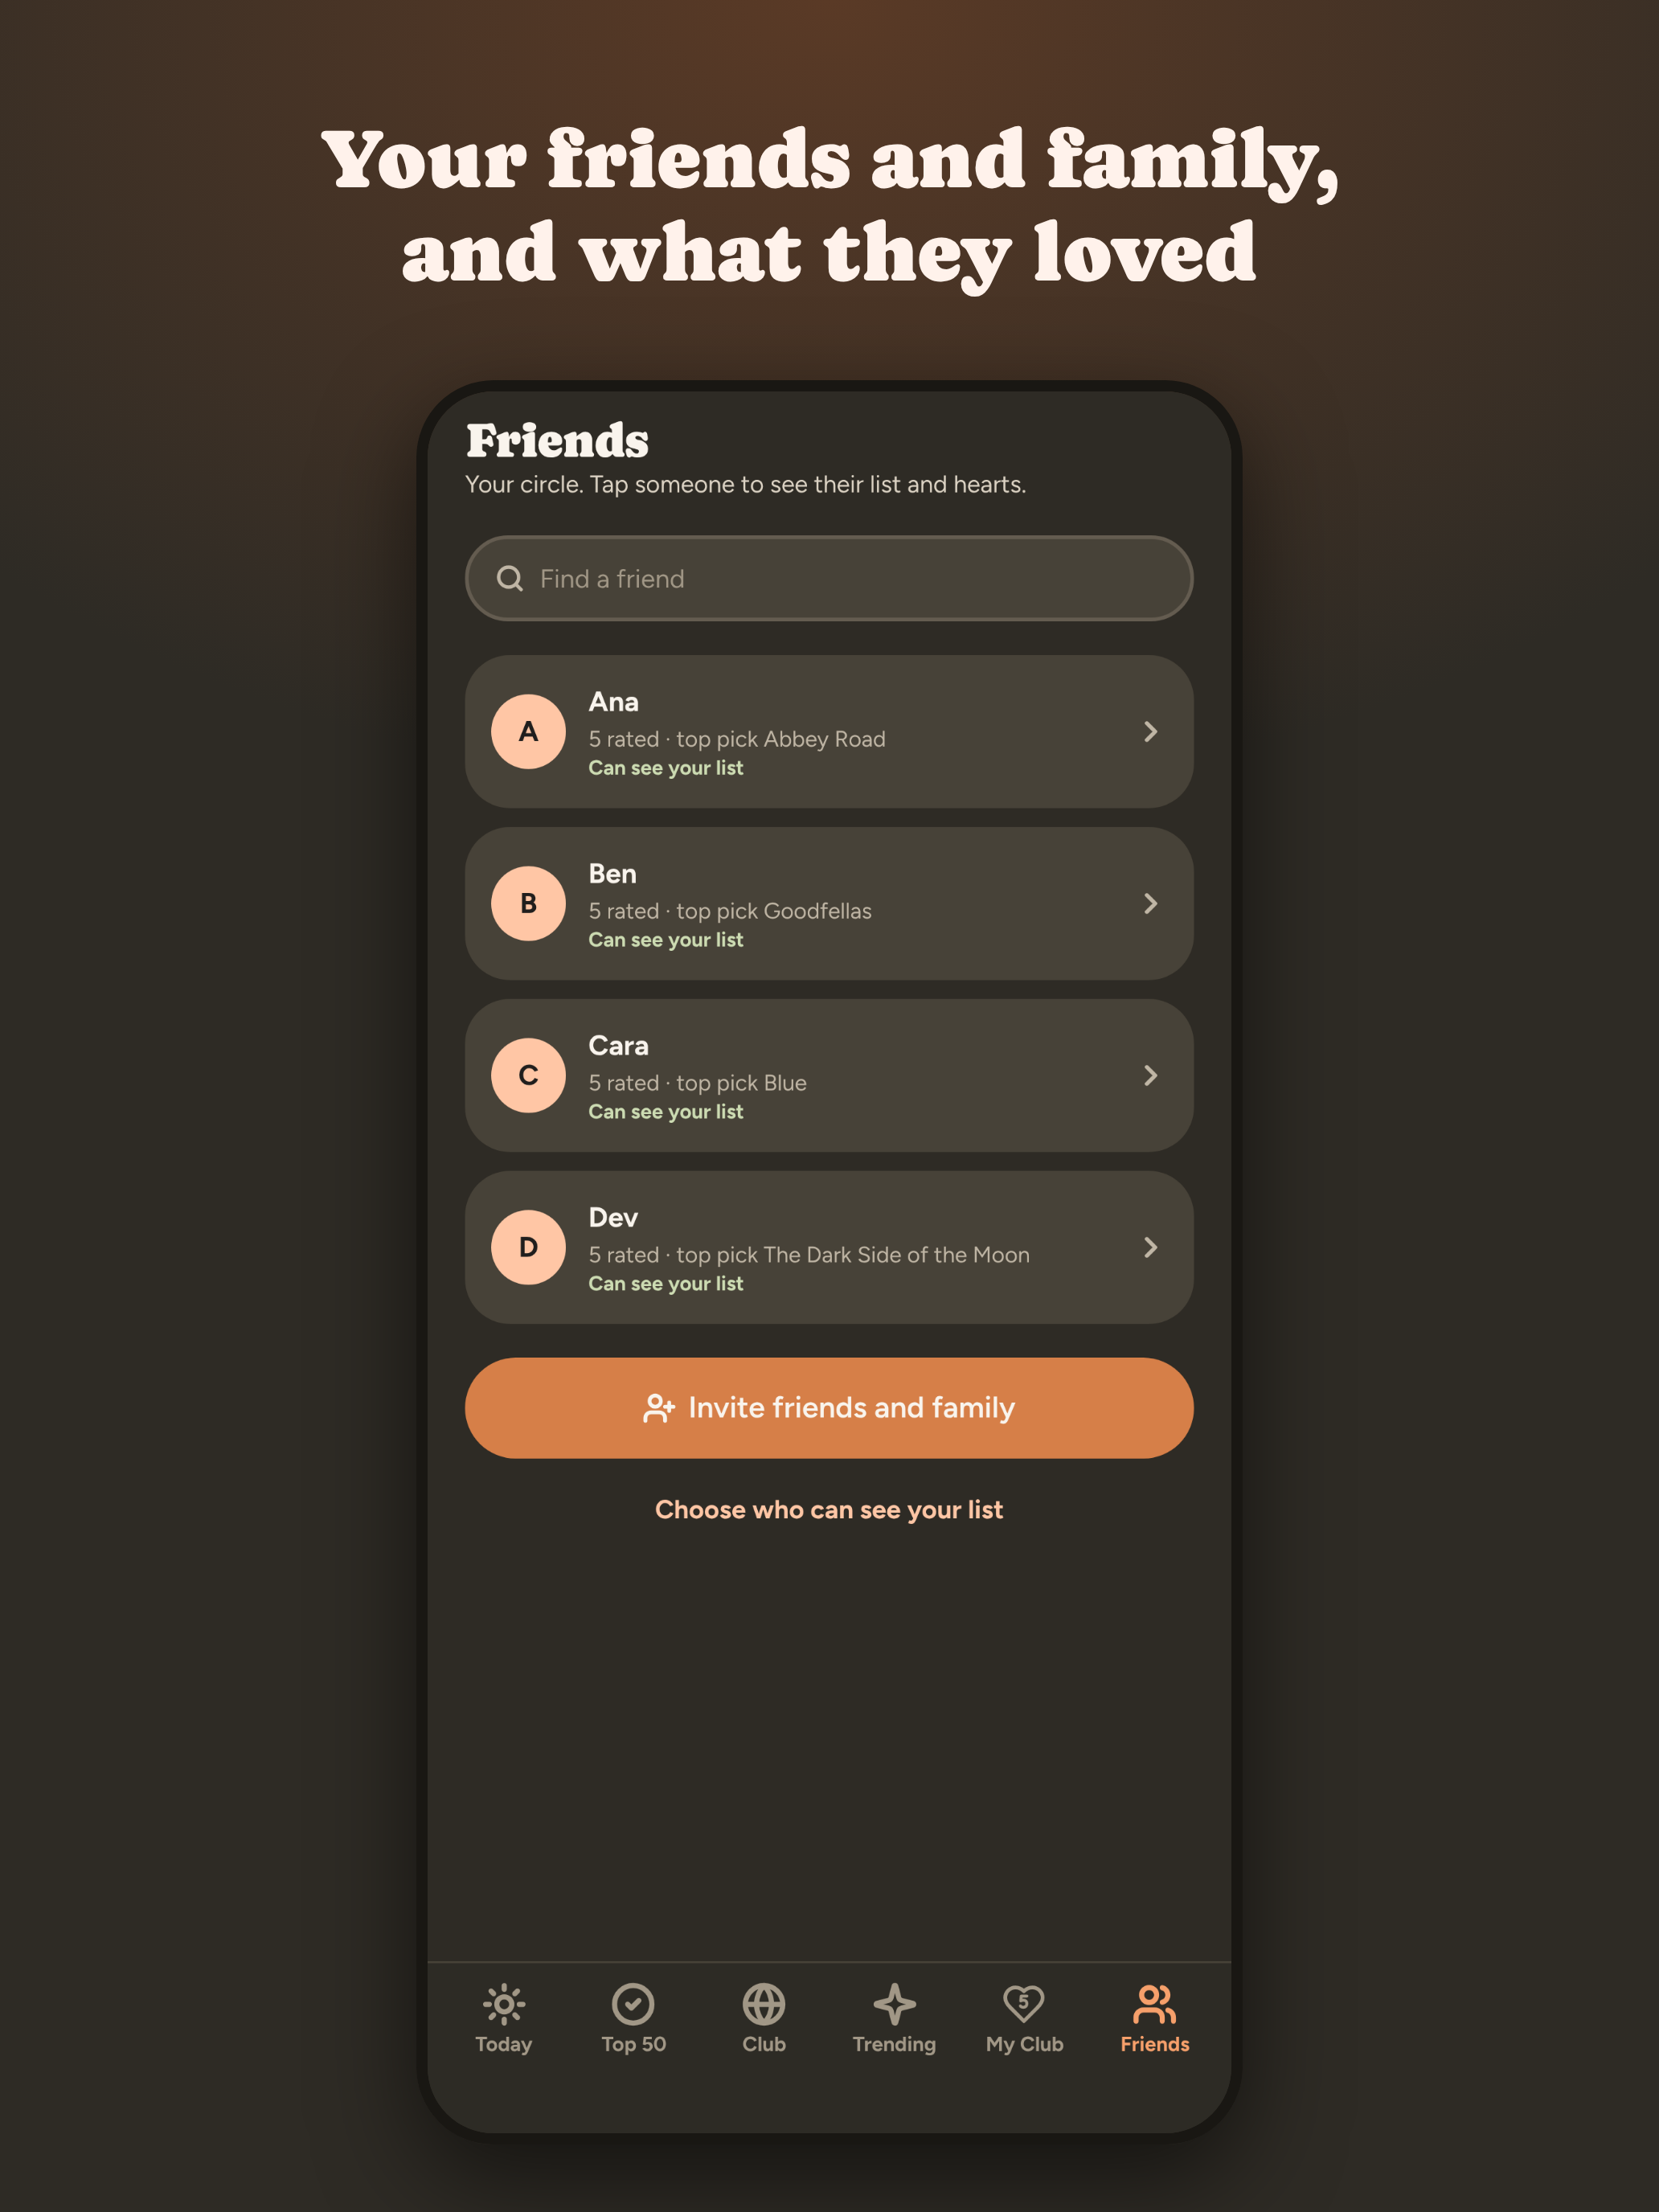 Your friends and family,
and what they loved
Friends
Your circle. Tap someone to see their list and hearts.
Find a friend
A
Ana
5 rated · top pick Abbey Road
Can see your list
B
Ben
5 rated · top pick Goodfellas
Can see your list
C
Cara
5 rated · top pick Blue
Can see your list
D
Dev
5 rated · top pick The Dark Side of the Moon
Can see your list
Invite friends and family
Choose who can see your list
5
Today Top 50 Club Trending My Club Friends